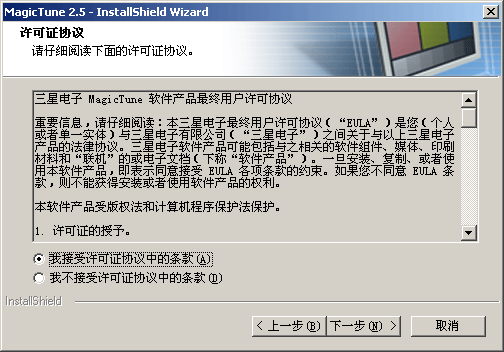 MagicTune 2.5 - InstallShield Wizard
许可证协议
请仔细阅读下面的许可证协议。
三星电子 MagicTune 软件产品最终用户许可协议
重要信息，请仔细阅读：本三星电子最终用户许可协议（“EULA”）是您（个人
或者单一实体）与三星电子有限公司（“三星电子”）之间关于与以上三星电子
产品的法律协议。三星电子软件产品可能包括与之相关的软件组件、媒体、印刷
材料和“联机”的或电子文档（下称“软件产品”）。一旦安装、复制、或者使
用本软件产品，即表示同意接受 EULA 各项条款的约束。如果您不同意 EULA 条
款，则不能获得安装或者使用软件产品的权利。
本软件产品受版权法和计算机程序保护法保护。
1. 许可证的授予。
我接受许可证协议中的条款(A)
我不接受许可证协议中的条款(D)
InstallShield
< 上一步(B) 下一步(N) > 取消